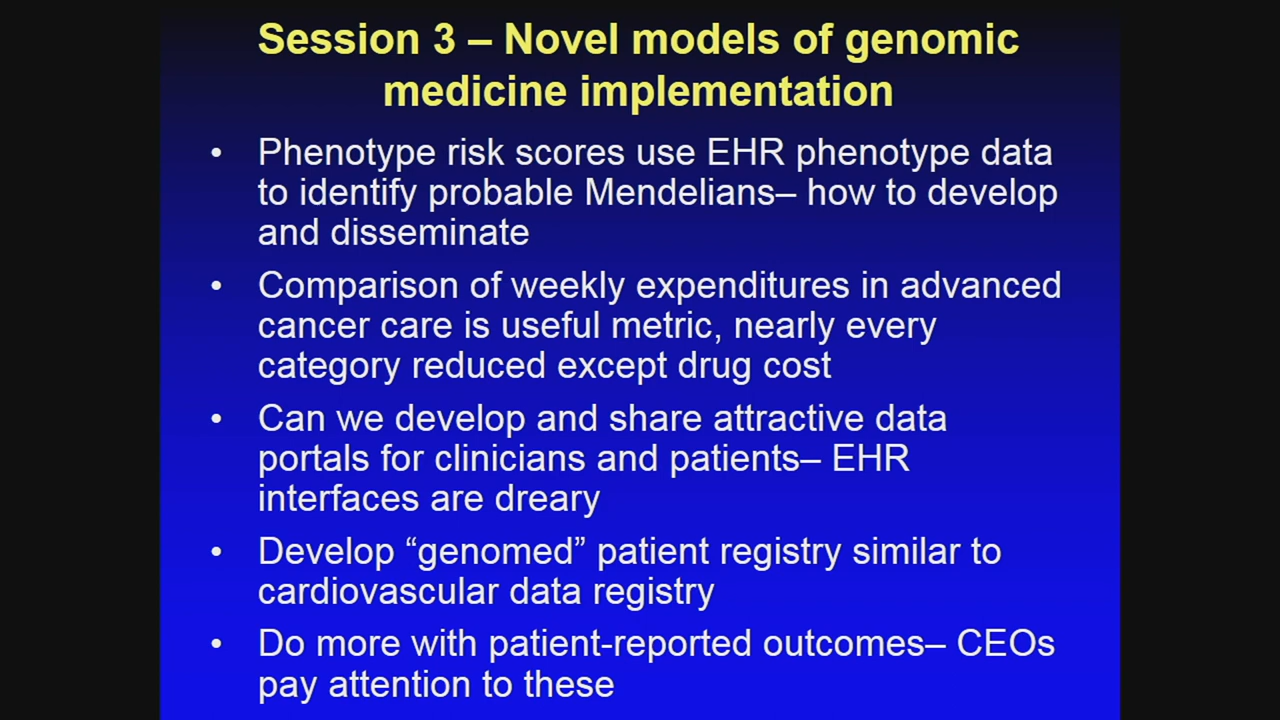 Session 3 – Novel models of genomic
medicine implementation
• Phenotype risk scores use EHR phenotype data
to identify probable Mendelians– how to develop
and disseminate
• Comparison of weekly expenditures in advanced
cancer care is useful metric, nearly every
category reduced except drug cost
• Can we develop and share attractive data
portals for clinicians and patients– EHR
interfaces are dreary
• Develop “genomed” patient registry similar to
cardiovascular data registry
• Do more with patient-reported outcomes– CEOs
pay attention to these